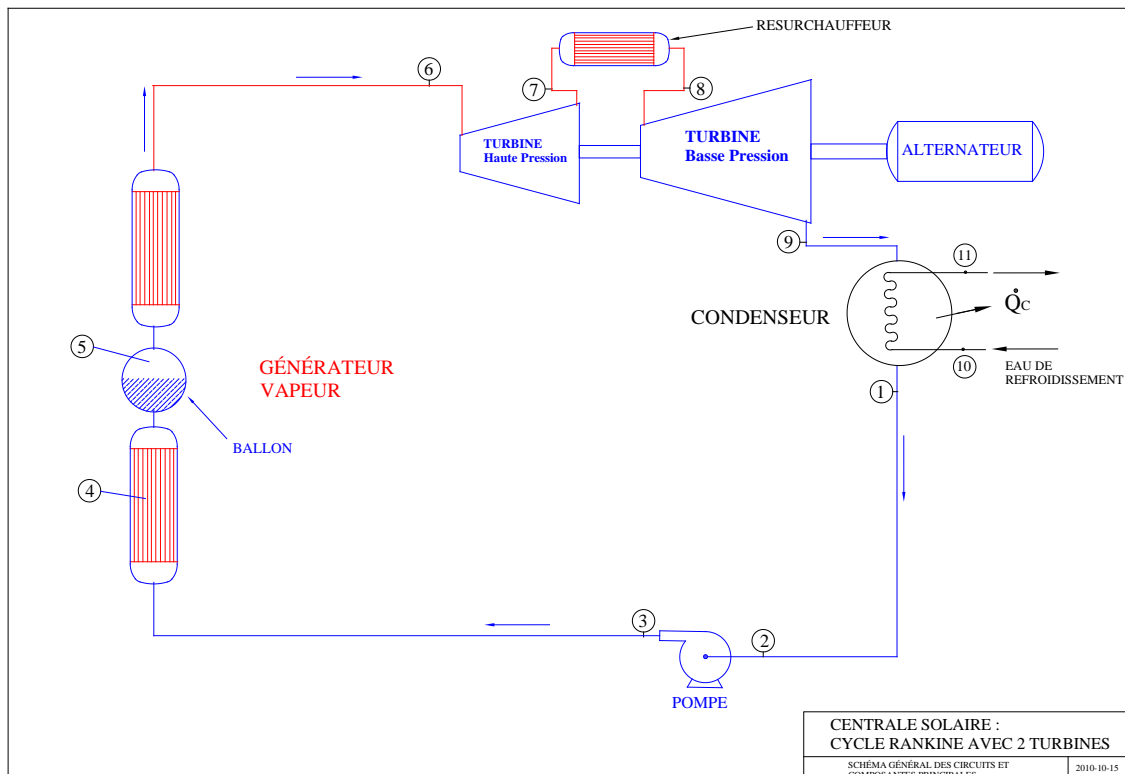 RESURCHAUFFEUR
6
7
8
TURBINE
Haute Pression
TURBINE
Basse Pression
ALTERNATEUR
9
11
CONDENSEUR
Q̇C
10
EAU DE
REFROIDISSEMENT
1
5
GÉNÉRATEUR
VAPEUR
BALLON
4
3
2
POMPE
CENTRALE SOLAIRE :
CYCLE RANKINE AVEC 2 TURBINES
SCHÉMA GÉNÉRAL DES CIRCUITS ET
COMPOSANTES PRINCIPALES
2010-10-15